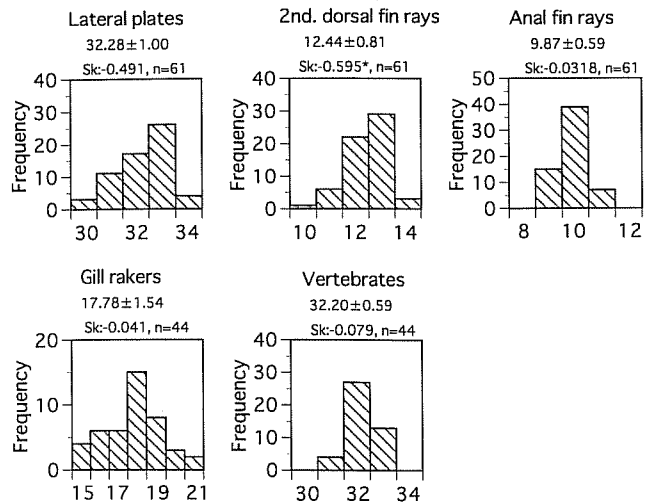 Lateral plates
32.28±1.00
Sk:-0.491, n=61
40
30
20
10
0
Frequency
30 32 34
2nd. dorsal fin rays
12.44±0.81
Sk:-0.595*, n=61
40
30
20
10
0
Frequency
10 12 14
Anal fin rays
9.87±0.59
Sk:-0.0318, n=61
50
40
30
20
10
0
Frequency
8 10 12
Gill rakers
17.78±1.54
Sk:-0.041, n=44
20
10
0
Frequency
15 17 19 21
Vertebrates
32.20±0.59
Sk:-0.079, n=44
40
30
20
10
0
Frequency
30 32 34